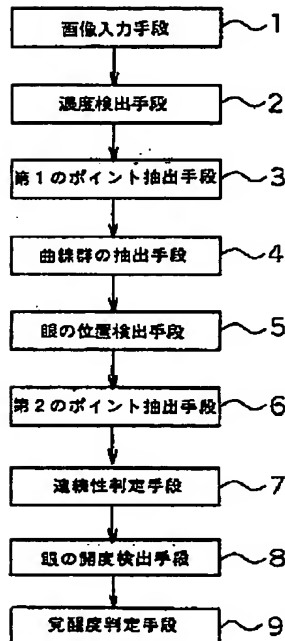 画像入力手段 1
濃度検出手段 2
第1のポイント抽出手段 3
曲線群の抽出手段 4
眼の位置検出手段 5
第2のポイント抽出手段 6
連続性判定手段 7
眼の開度検出手段 8
覚醒度判定手段 9